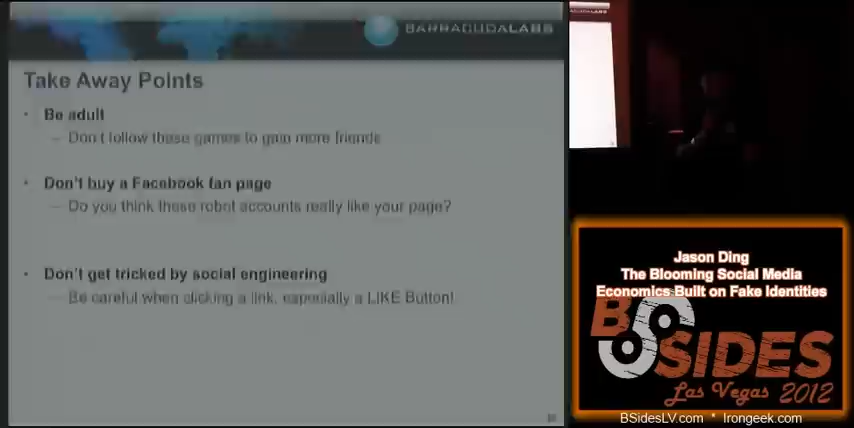 BARRACUDALABS
Take Away Points
• Be adult
– Don't follow these games to gain more friends
• Don't buy a Facebook fan page
– Do you think these robot accounts really like your page?
• Don't get tricked by social engineering
– Be careful when clicking a link, especially a LIKE Button!
Jason Ding
The Blooming Social Media
Economics Built on Fake Identities
BSIDES
Las Vegas 2012
BSidesLV.com * Irongeek.com